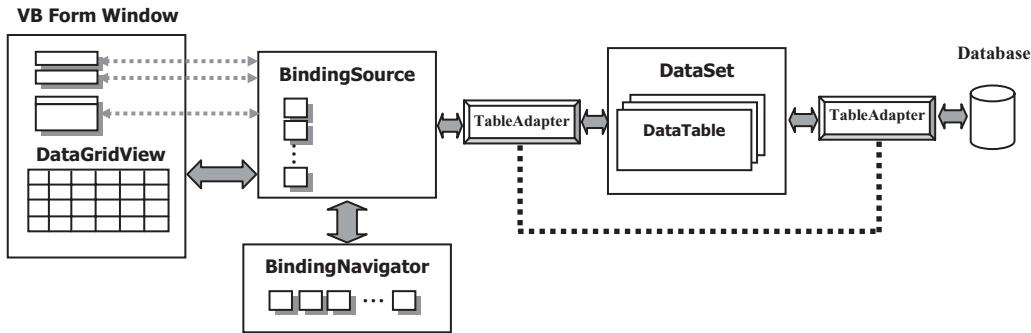 VB Form Window
DataGridView
BindingSource
BindingNavigator
TableAdapter
DataSet
DataTable
TableAdapter
Database